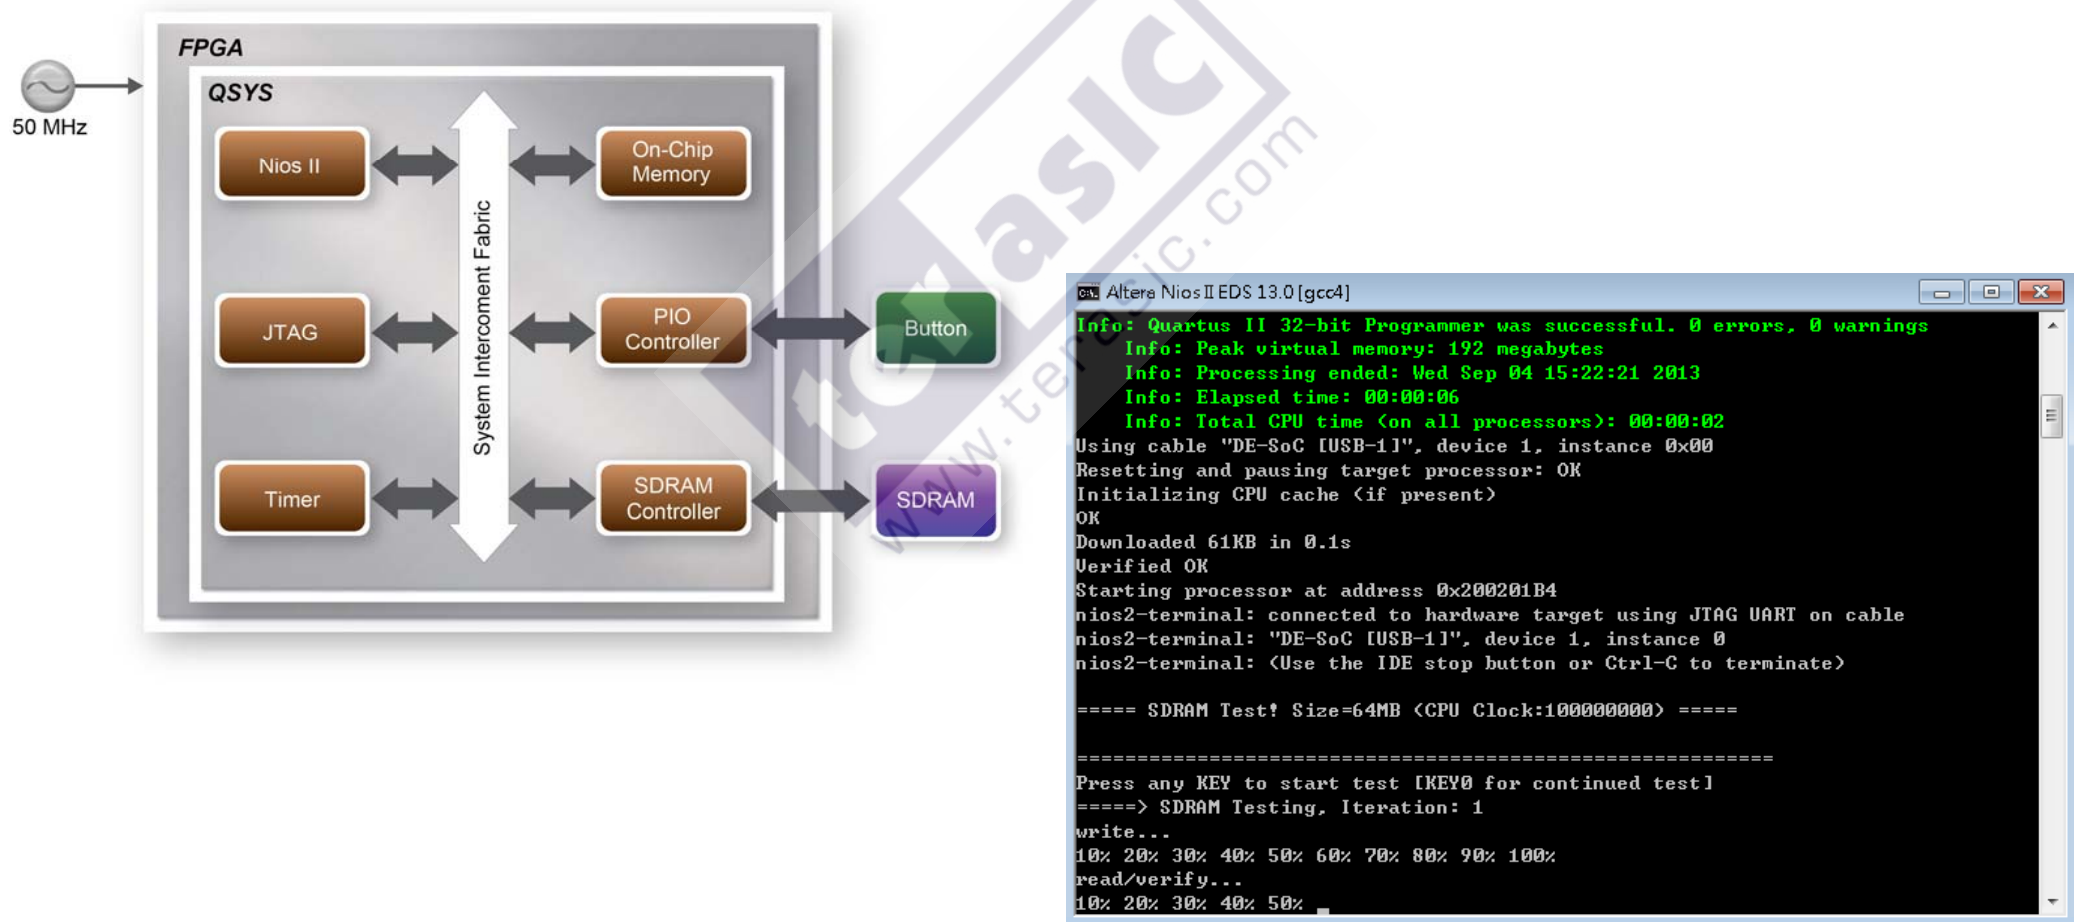 FPGA
QSYS
50 MHz
Nios II
On-Chip
Memory
System Intercoment Fabric
JTAG
PIO
Controller
Button
Timer
SDRAM
Controller
SDRAM
terasic
www.terasic.com
Altera Nios II EDS 13.0 [gcc4]
Info: Quartus II 32-bit Programmer was successful. 0 errors, 0 warnings
Info: Peak virtual memory: 192 megabytes
Info: Processing ended: Wed Sep 04 15:22:21 2013
Info: Elapsed time: 00:00:06
Info: Total CPU time (on all processors): 00:00:02
Using cable "DE-SoC [USB-1]", device 1, instance 0x00
Resetting and pausing target processor: OK
Initializing CPU cache (if present)
OK
Downloaded 61KB in 0.1s
Verified OK
Starting processor at address 0x200201B4
nios2-terminal: connected to hardware target using JTAG UART on cable
nios2-terminal: "DE-SoC [USB-1]", device 1, instance 0
nios2-terminal: (Use the IDE stop button or Ctrl-C to terminate)
===== SDRAM Test! Size=64MB (CPU Clock:100000000) =====
==========================================================
Press any KEY to start test [KEY0 for continued test]
=====> SDRAM Testing, Iteration: 1
write...
10% 20% 30% 40% 50% 60% 70% 80% 90% 100%
read/verify...
10% 20% 30% 40% 50% _